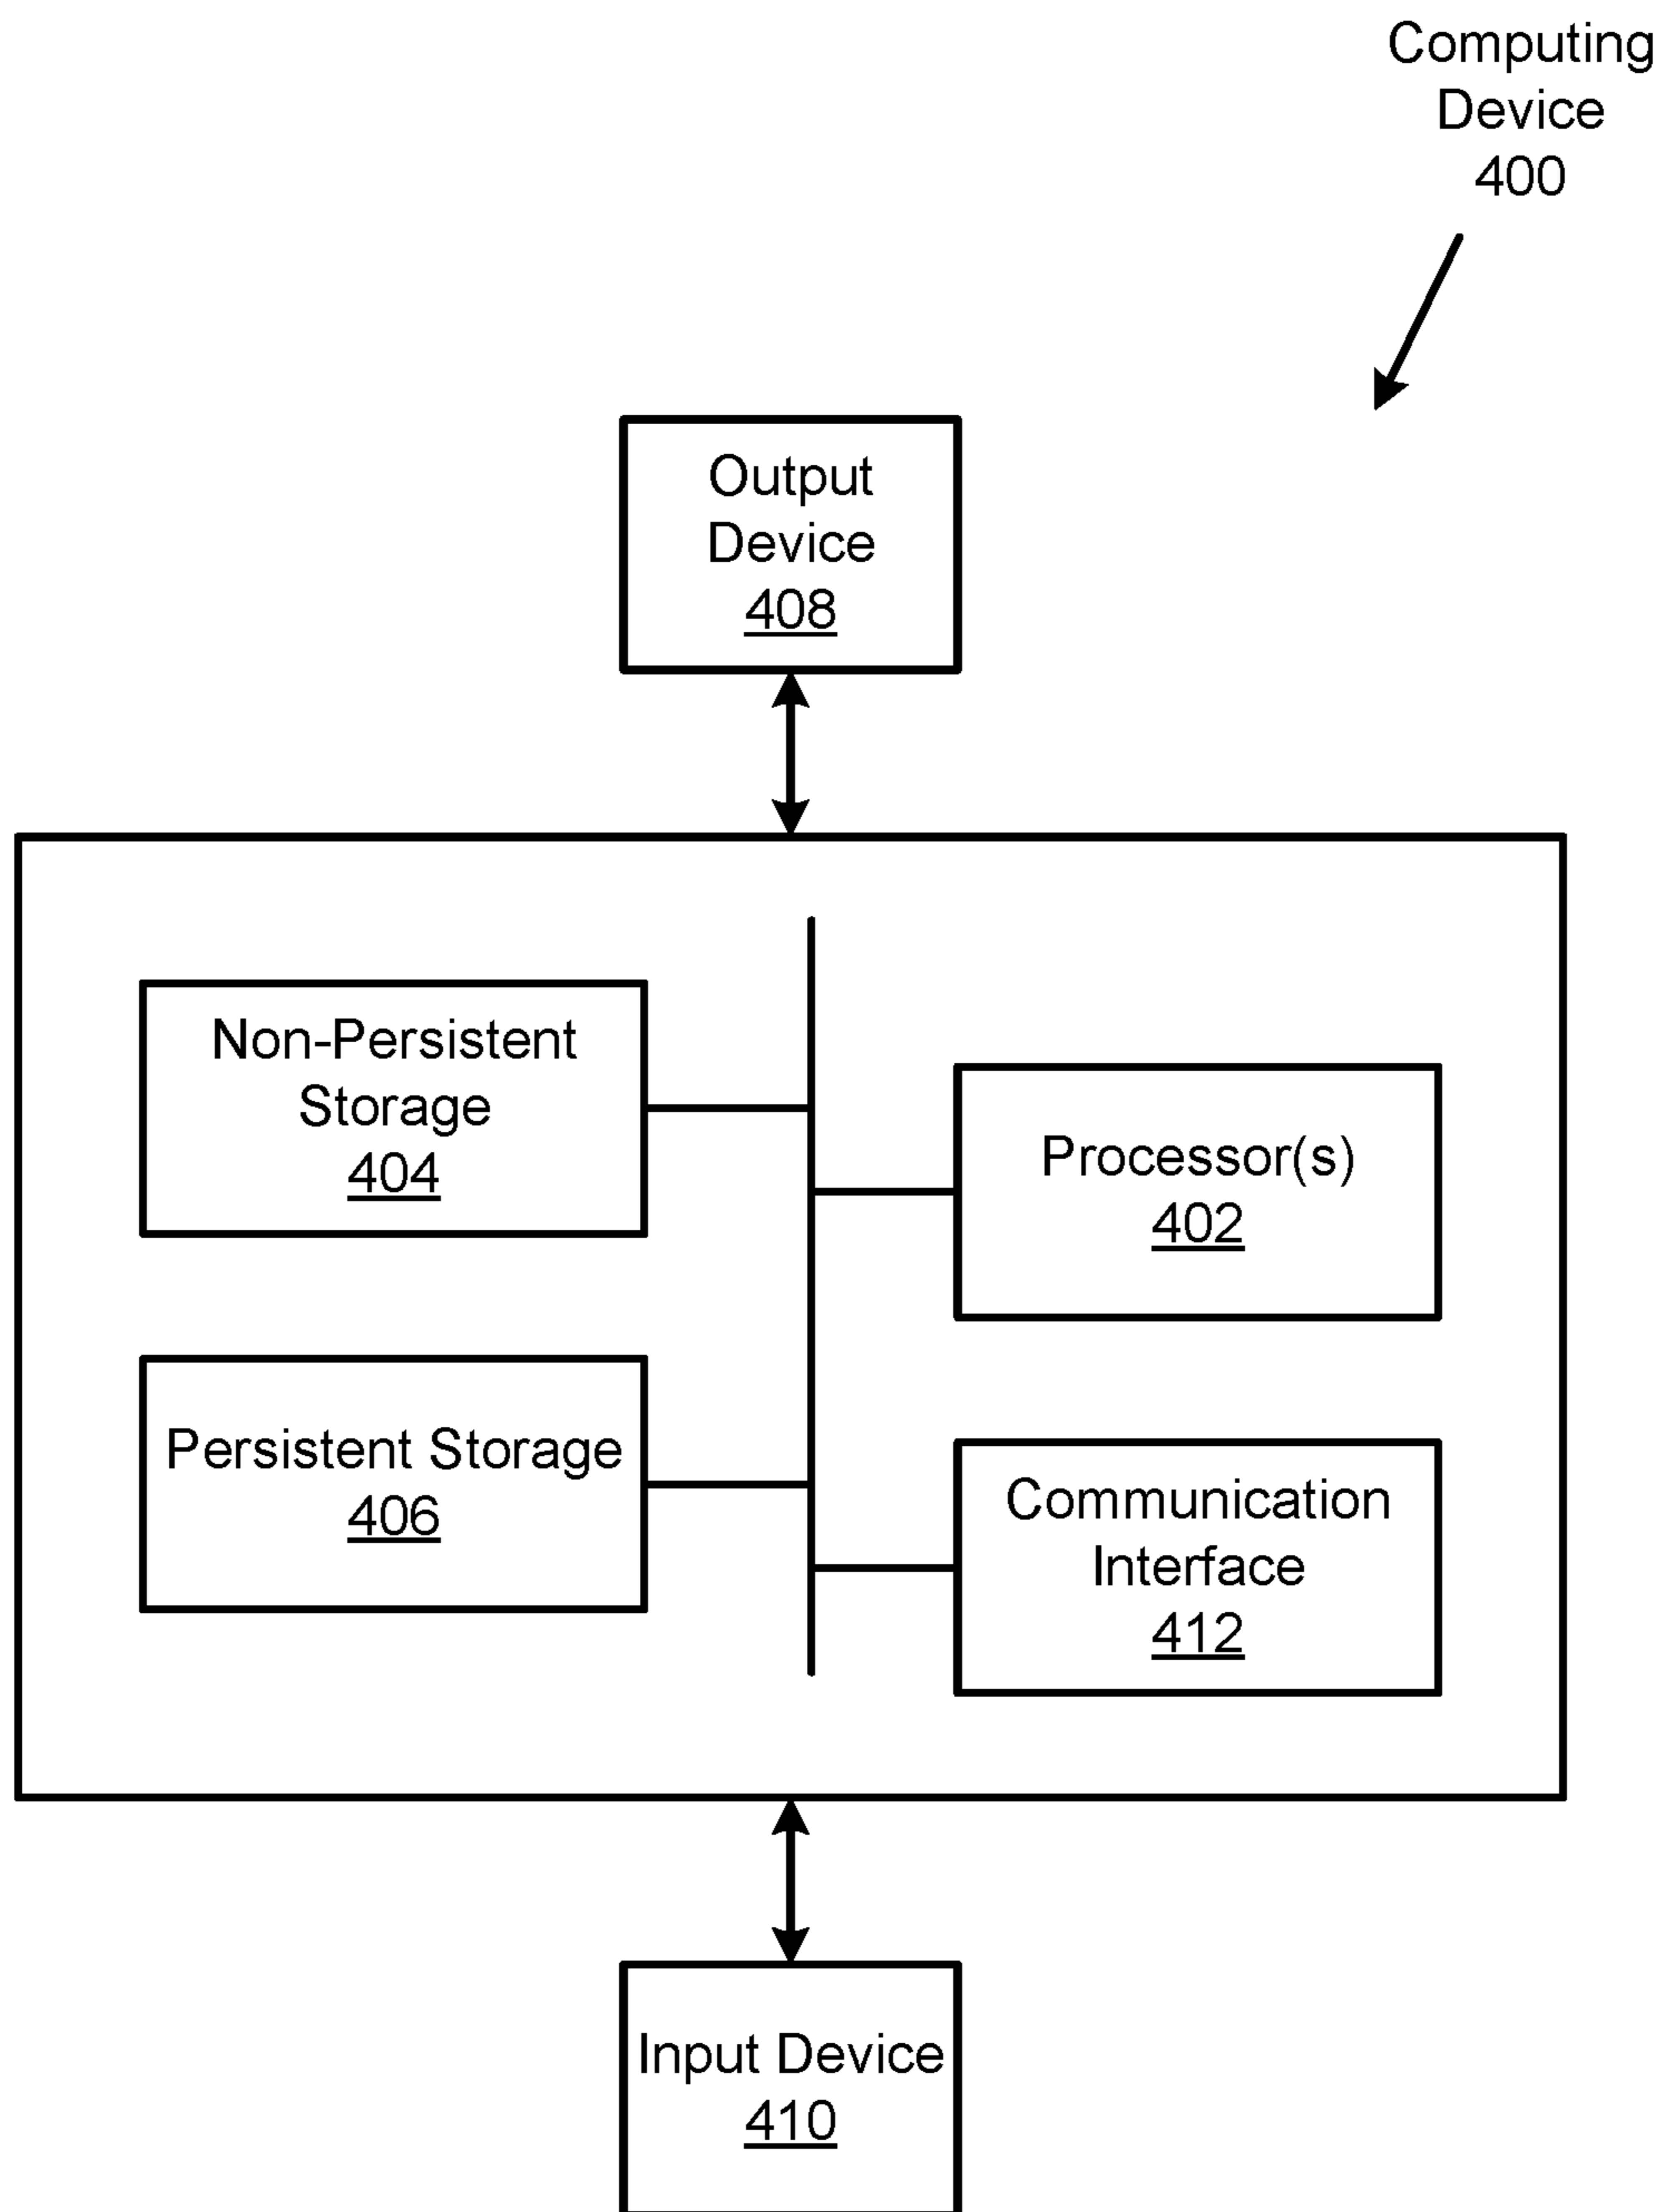 Computing
Device
400
Output
Device
408
Non-Persistent
Storage
404
Processor(s)
402
Persistent Storage
406
Communication
Interface
412
Input Device
410